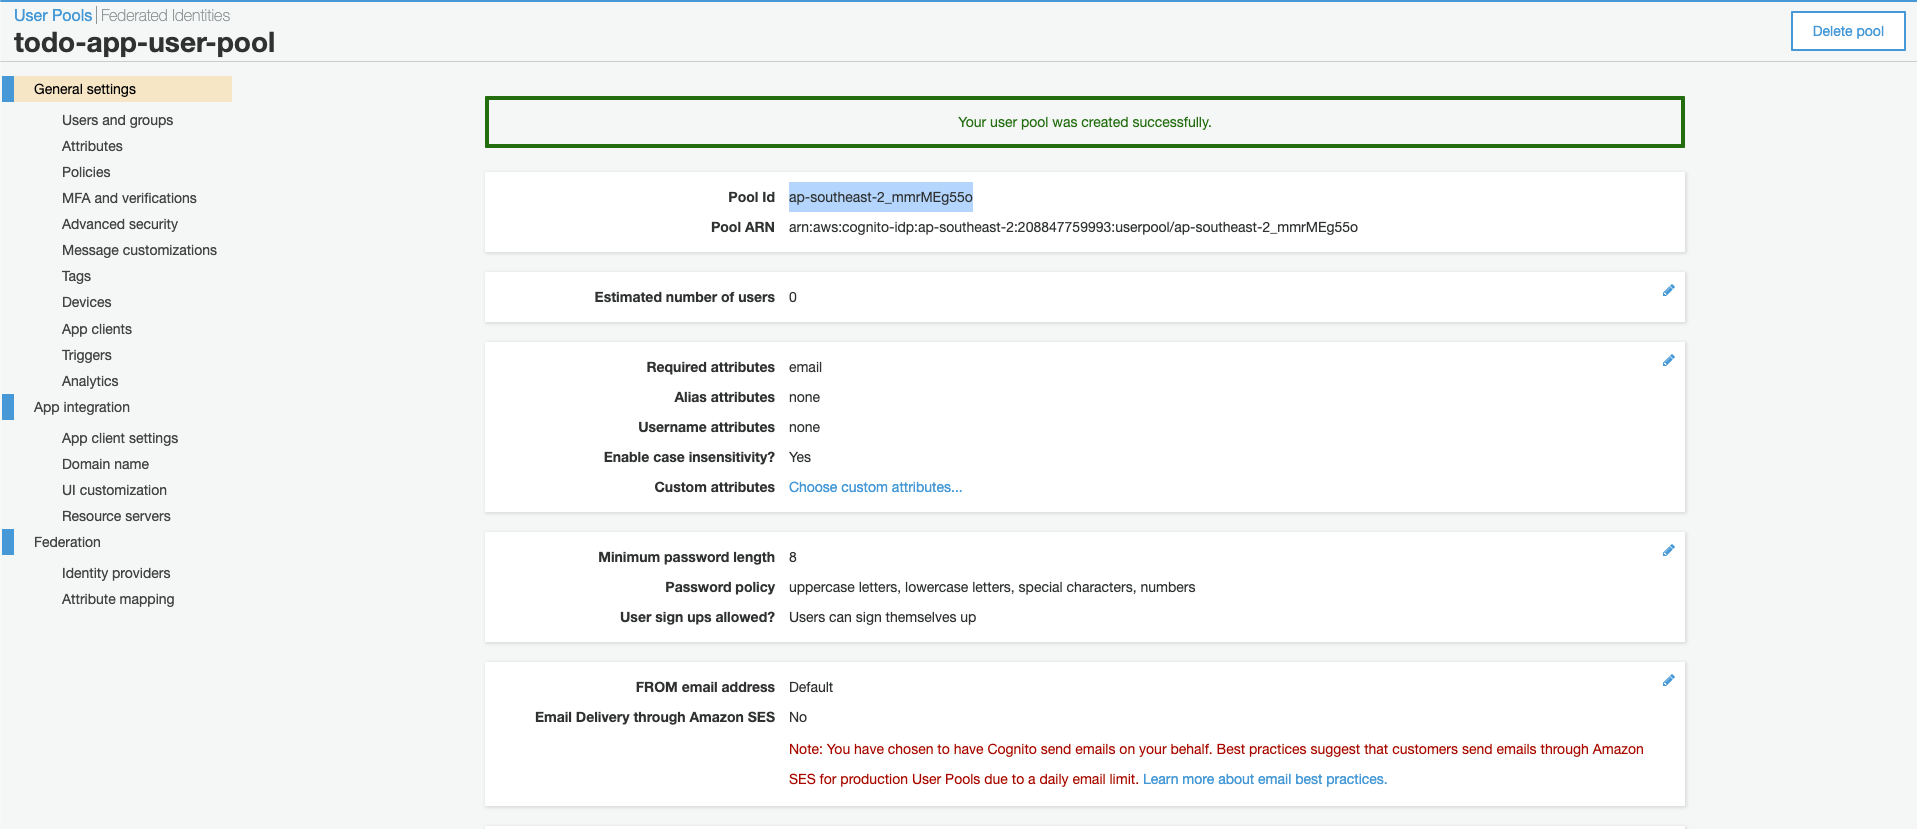 User Pools | Federated Identities
todo-app-user-pool
Delete pool
General settings
Users and groups
Attributes
Policies
MFA and verifications
Advanced security
Message customizations
Tags
Devices
App clients
Triggers
Analytics
App integration
App client settings
Domain name
UI customization
Resource servers
Federation
Identity providers
Attribute mapping
Your user pool was created successfully.
Pool Id ap-southeast-2_mmrMEg55o
Pool ARN arn:aws:cognito-idp:ap-southeast-2:208847759993:userpool/ap-southeast-2_mmrMEg55o
Estimated number of users 0
Required attributes email
Alias attributes none
Username attributes none
Enable case insensitivity? Yes
Custom attributes Choose custom attributes...
Minimum password length 8
Password policy uppercase letters, lowercase letters, special characters, numbers
User sign ups allowed? Users can sign themselves up
FROM email address Default
Email Delivery through Amazon SES No
Note: You have chosen to have Cognito send emails on your behalf. Best practices suggest that customers send emails through Amazon
SES for production User Pools due to a daily email limit. Learn more about email best practices.